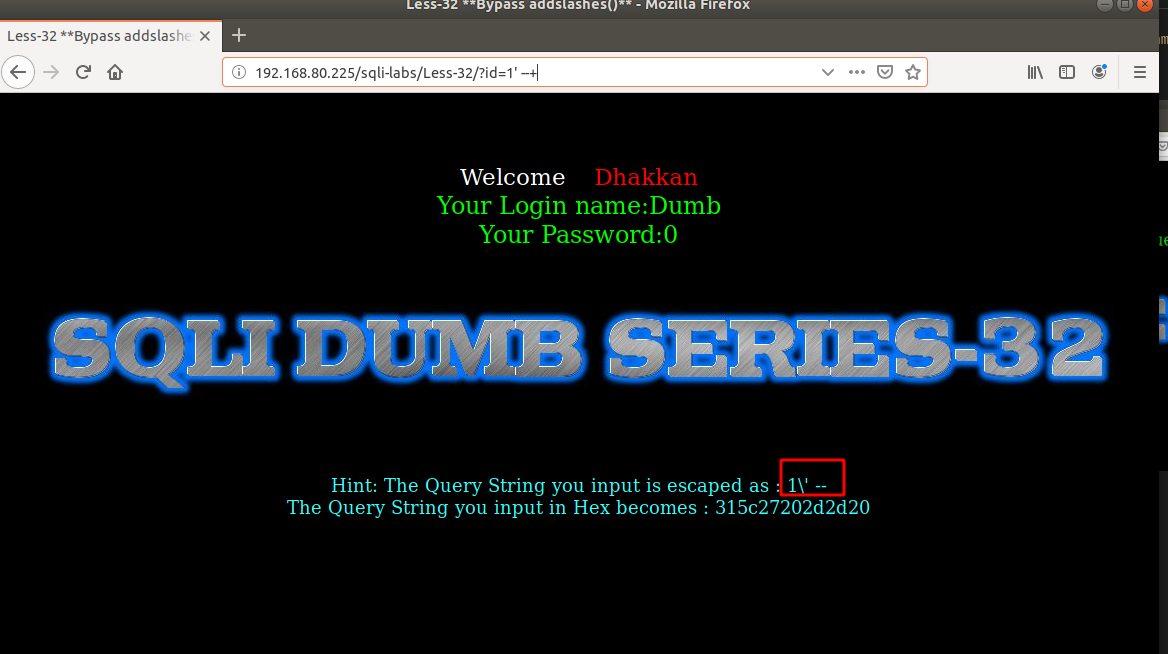 Less-32 **Bypass addslashes()** - Mozilla Firefox
Less-32 **Bypass addslashe
192.168.80.225/sqli-labs/Less-32/?id=1' --+
Welcome Dhakkan
Your Login name:Dumb
Your Password:0
SQLI DUMB SERIES-32
Hint: The Query String you input is escaped as : 1\' --
The Query String you input in Hex becomes : 315c27202d2d20